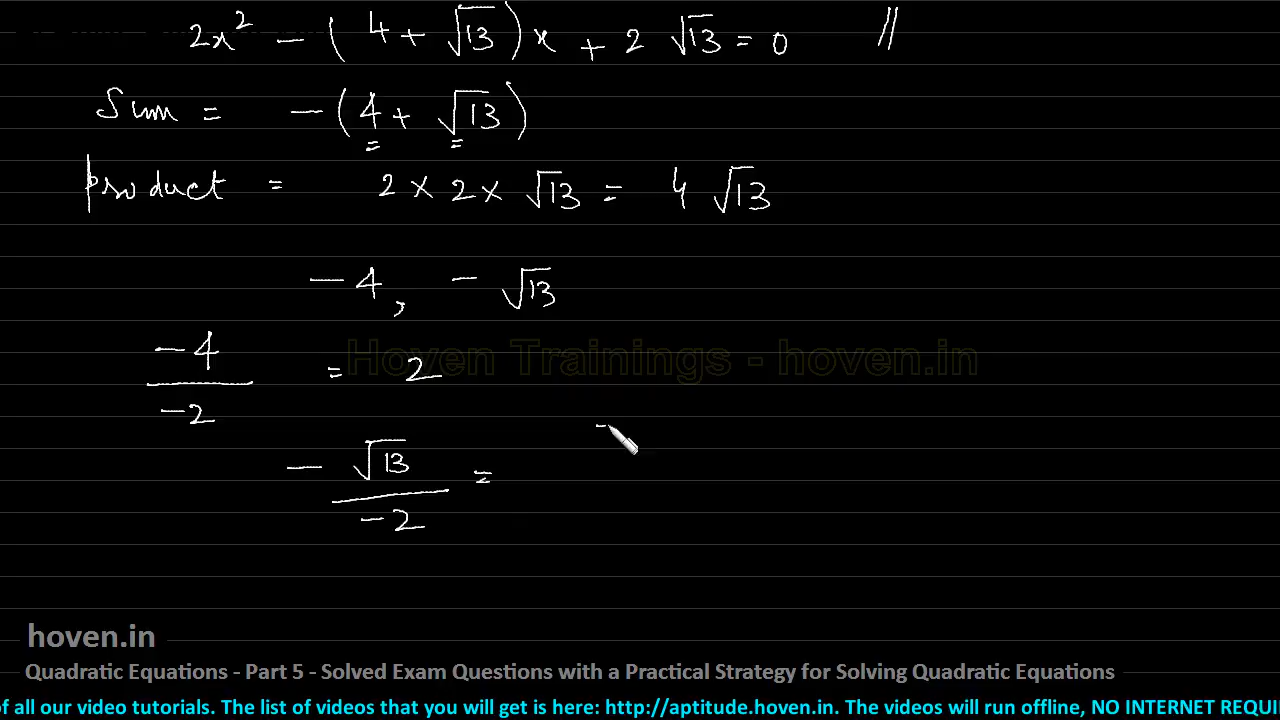 2x² - (4 + √13)x + 2 √13 = 0 //
Sum = - (4 + √13)
product = 2 × 2 × √13 = 4 √13
-4, - √13
-4/-2 = 2
- √13/-2 =
Hoven Trainings - hoven.in
hoven.in
Quadratic Equations - Part 5 - Solved Exam Questions with a Practical Strategy for Solving Quadratic Equations
of all our video tutorials. The list of videos that you will get is here: http://aptitude.hoven.in. The videos will run offline, NO INTERNET REQUI